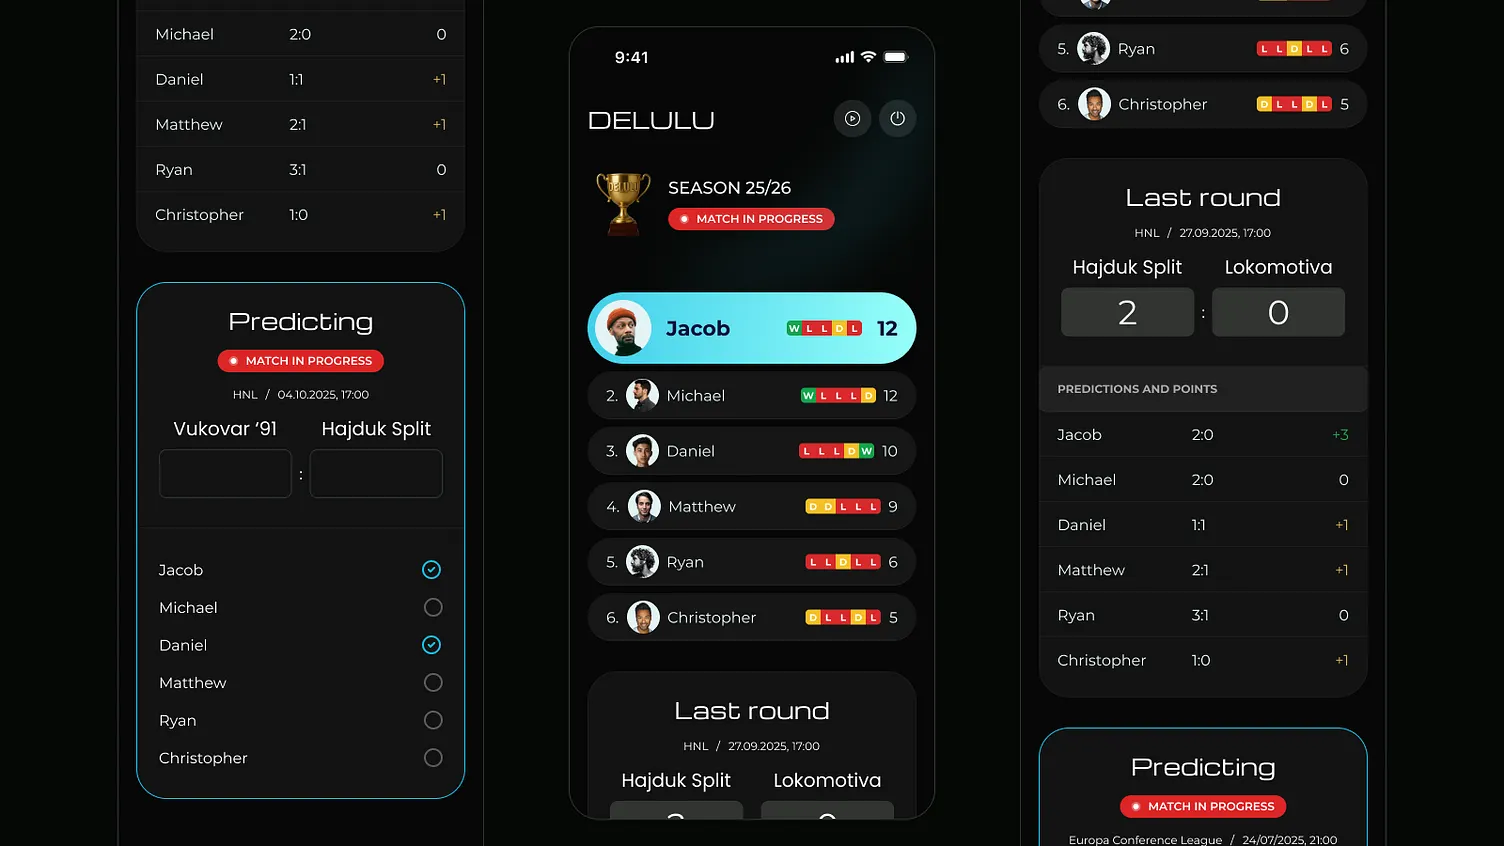 Michael 2:0 0
Daniel 1:1 +1
Matthew 2:1 +1
Ryan 3:1 0
Christopher 1:0 +1
Predicting
MATCH IN PROGRESS
HNL / 04.10.2025, 17:00
Vukovar ‘91 Hajduk Split
:
Jacob
Michael
Daniel
Matthew
Ryan
Christopher
9:41
DELULU
DELULU
SEASON 25/26
MATCH IN PROGRESS
Jacob W L L D L 12
2. Michael W L L L D 12
3. Daniel L L L D W 10
4. Matthew D D L L L 9
5. Ryan L L D L L 6
6. Christopher D L L D L 5
Last round
HNL / 27.09.2025, 17:00
Hajduk Split Lokomotiva
5. Ryan L L D L L 6
6. Christopher D L L D L 5
Last round
HNL / 27.09.2025, 17:00
Hajduk Split Lokomotiva
2 : 0
PREDICTIONS AND POINTS
Jacob 2:0 +3
Michael 2:0 0
Daniel 1:1 +1
Matthew 2:1 +1
Ryan 3:1 0
Christopher 1:0 +1
Predicting
MATCH IN PROGRESS
Europa Conference League / 24/07/2025, 21:00